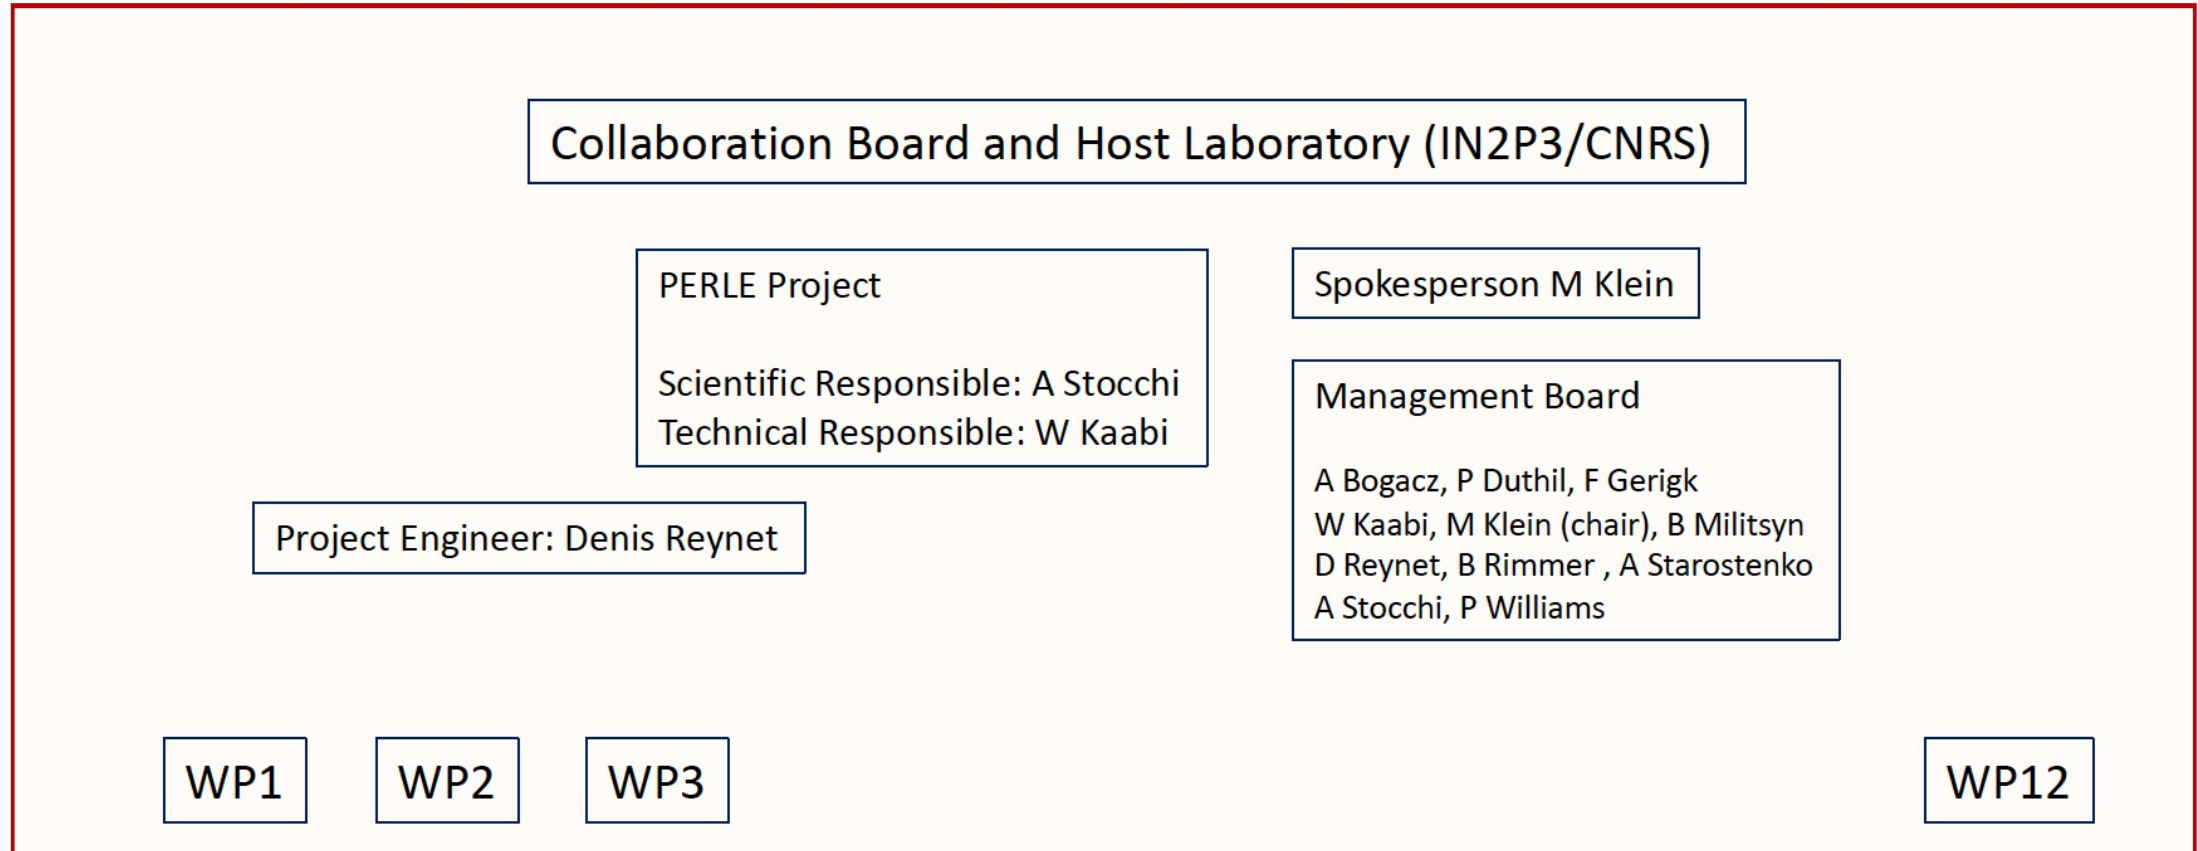 Collaboration Board and Host Laboratory (IN2P3/CNRS)
PERLE Project
Scientific Responsible: A Stocchi
Technical Responsible: W Kaabi
Spokesperson M Klein
Management Board
A Bogacz, P Duthil, F Gerigk
W Kaabi, M Klein (chair), B Militsyn
D Reynet, B Rimmer , A Starostenko
A Stocchi, P Williams
Project Engineer: Denis Reynet
WP1
WP2
WP3
WP12